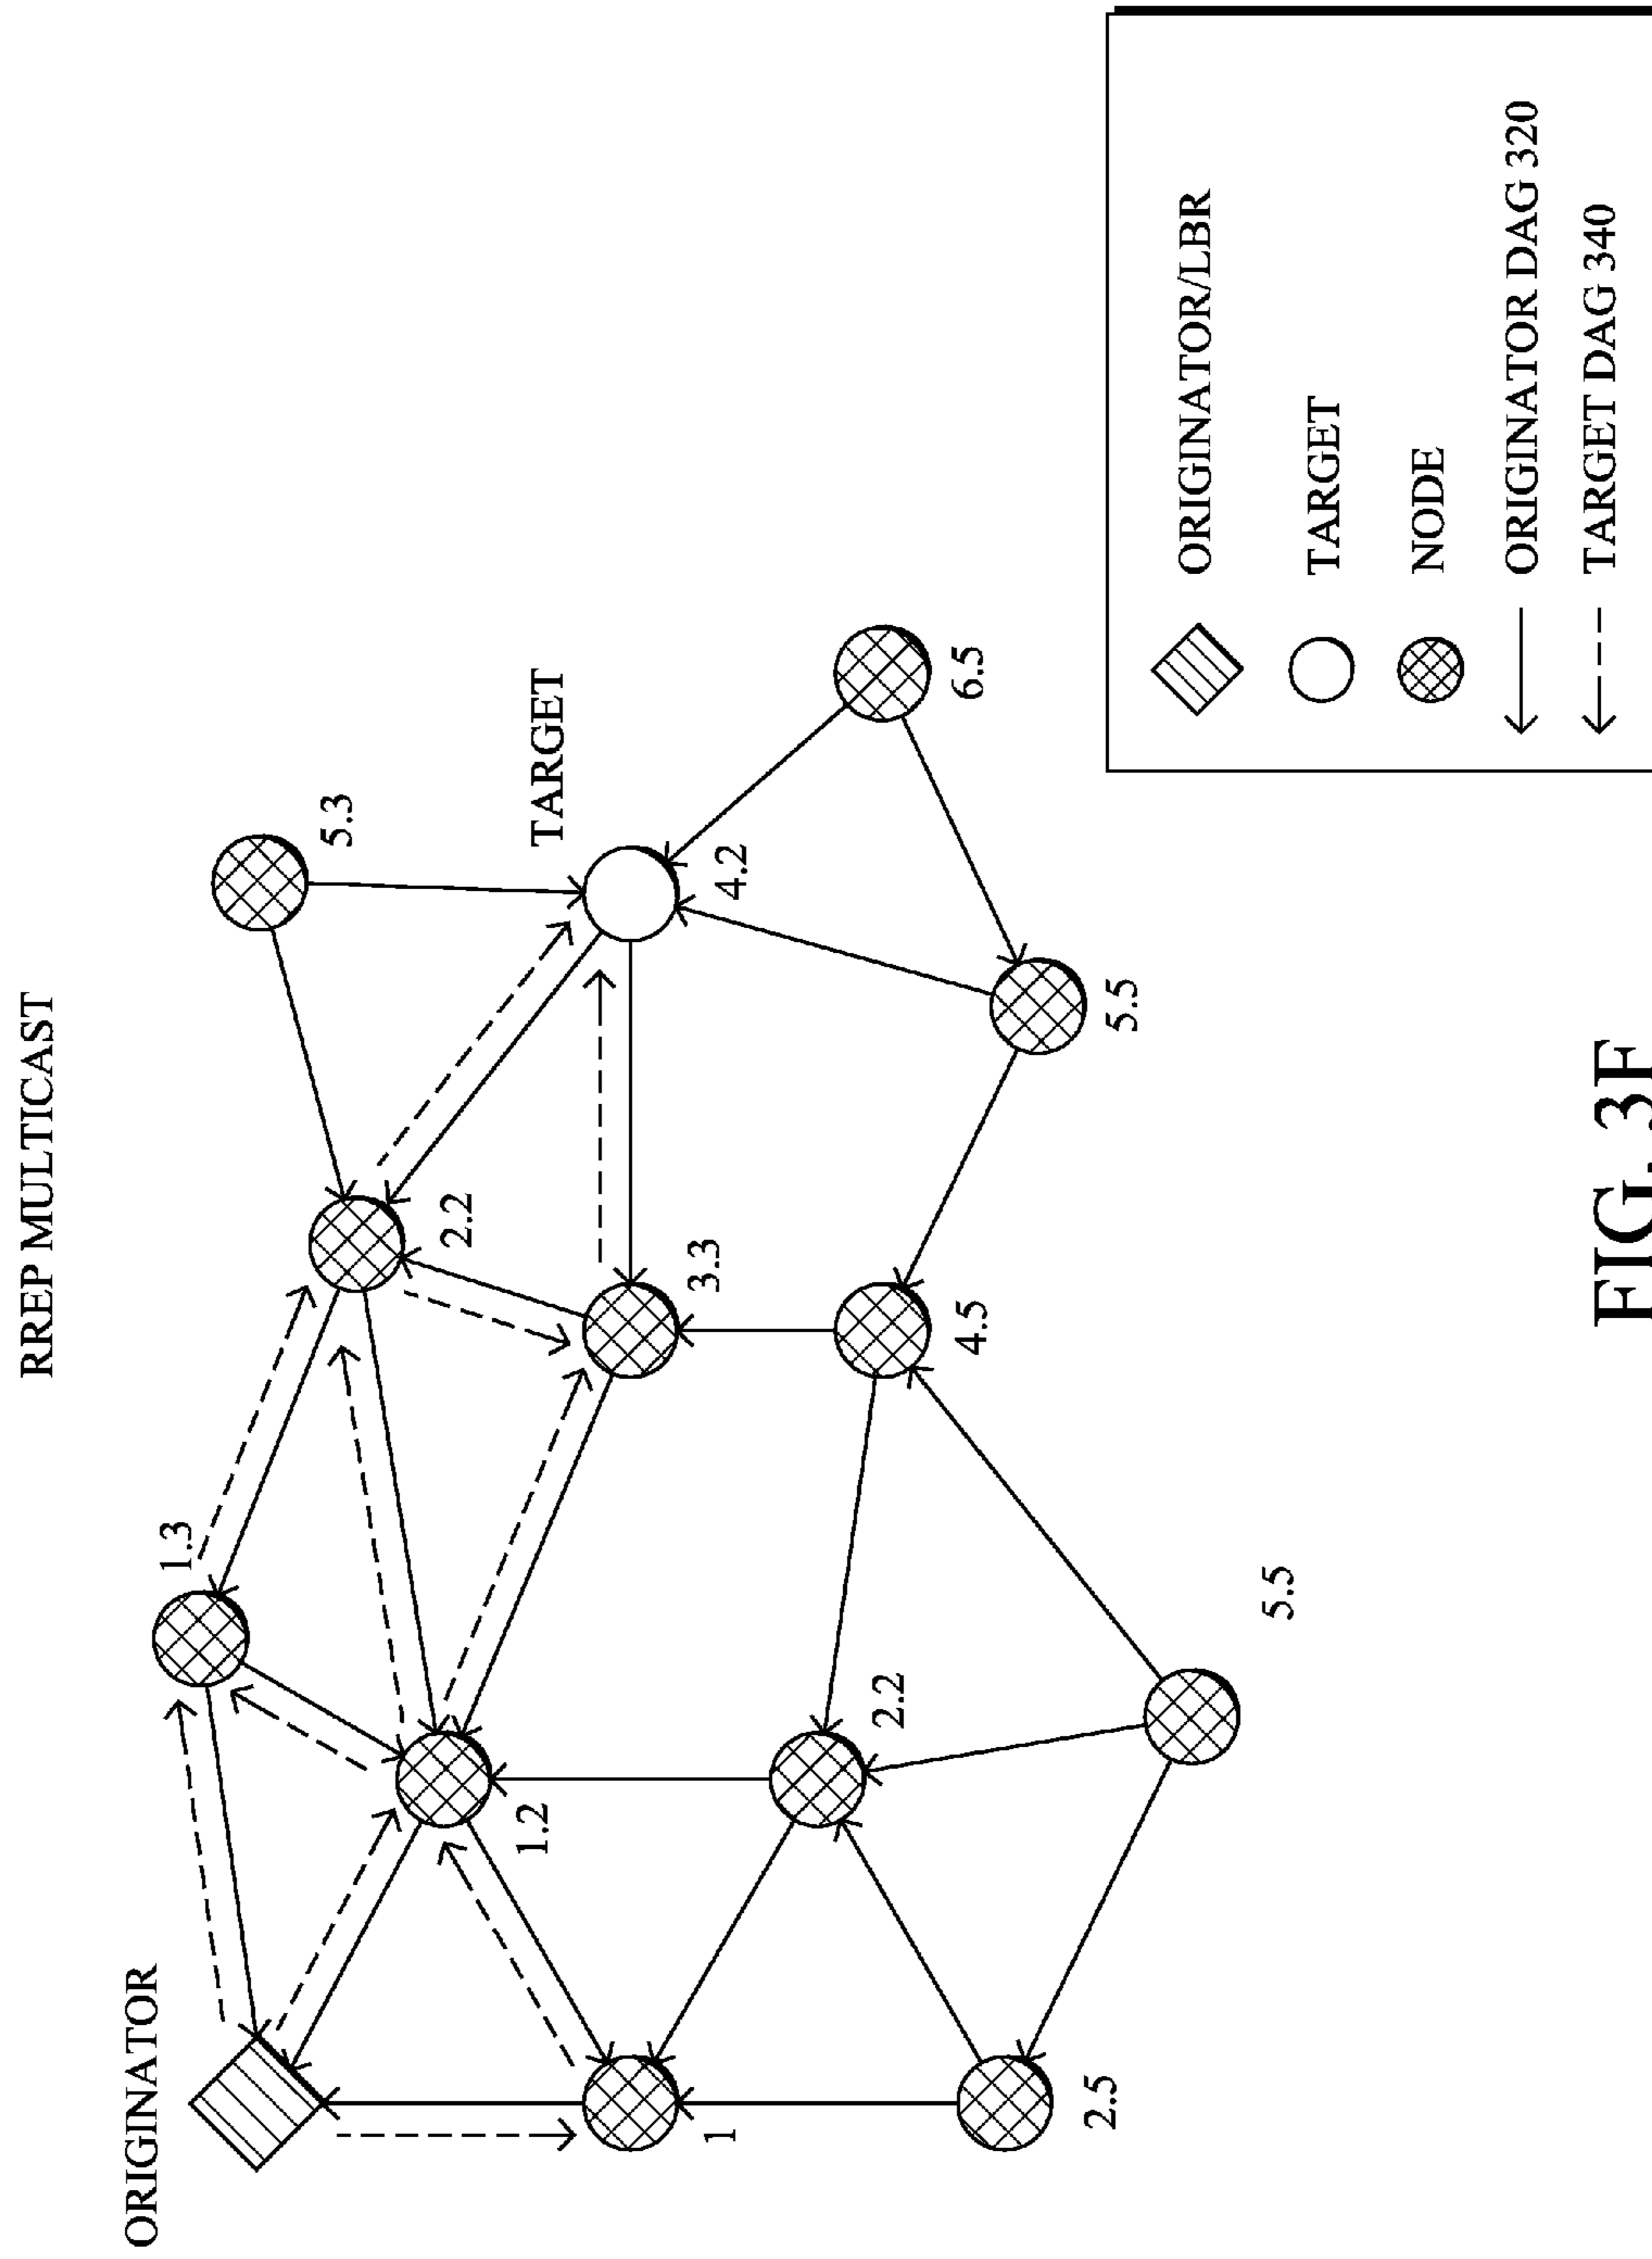 RREP MULTICAST
ORIGINATOR
1.3
2.2
5.3
TARGET
4.2
3.3
1.2
1
2.2
4.5
6.5
5.5
2.5
5.5
ORIGINATOR/LBR
TARGET
NODE
ORIGINATOR DAG 320
TARGET DAG 340
FIG. 3F